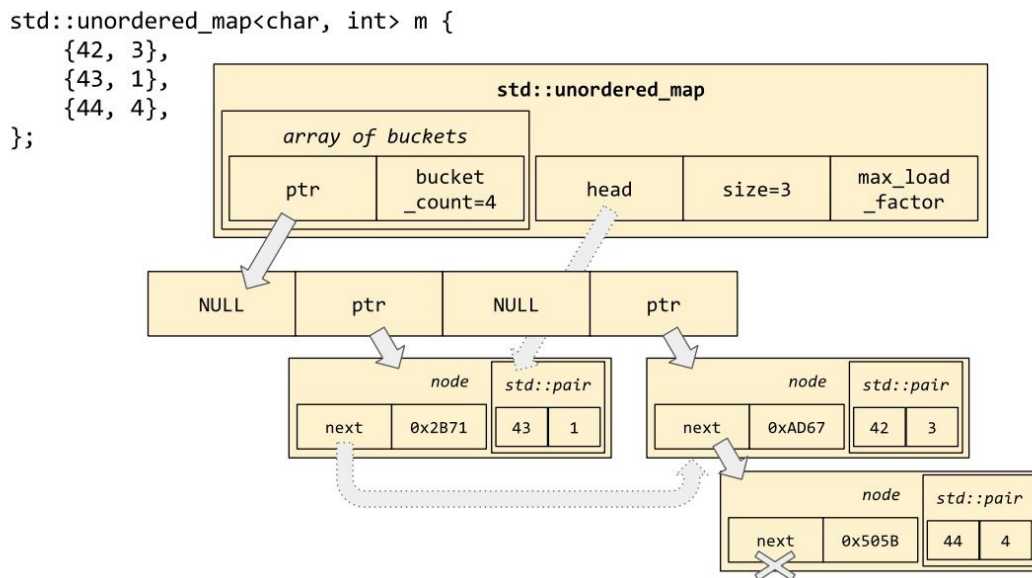 std::unordered_map<char, int> m {
    {42, 3},
    {43, 1},
    {44, 4},
};
std::unordered_map
array of buckets
ptr
bucket
_count=4
head
size=3
max_load
_factor
NULL
ptr
NULL
ptr
node
std::pair
next
0x2B71
43
1
node
std::pair
next
0xAD67
42
3
node
std::pair
next
0x505B
44
4